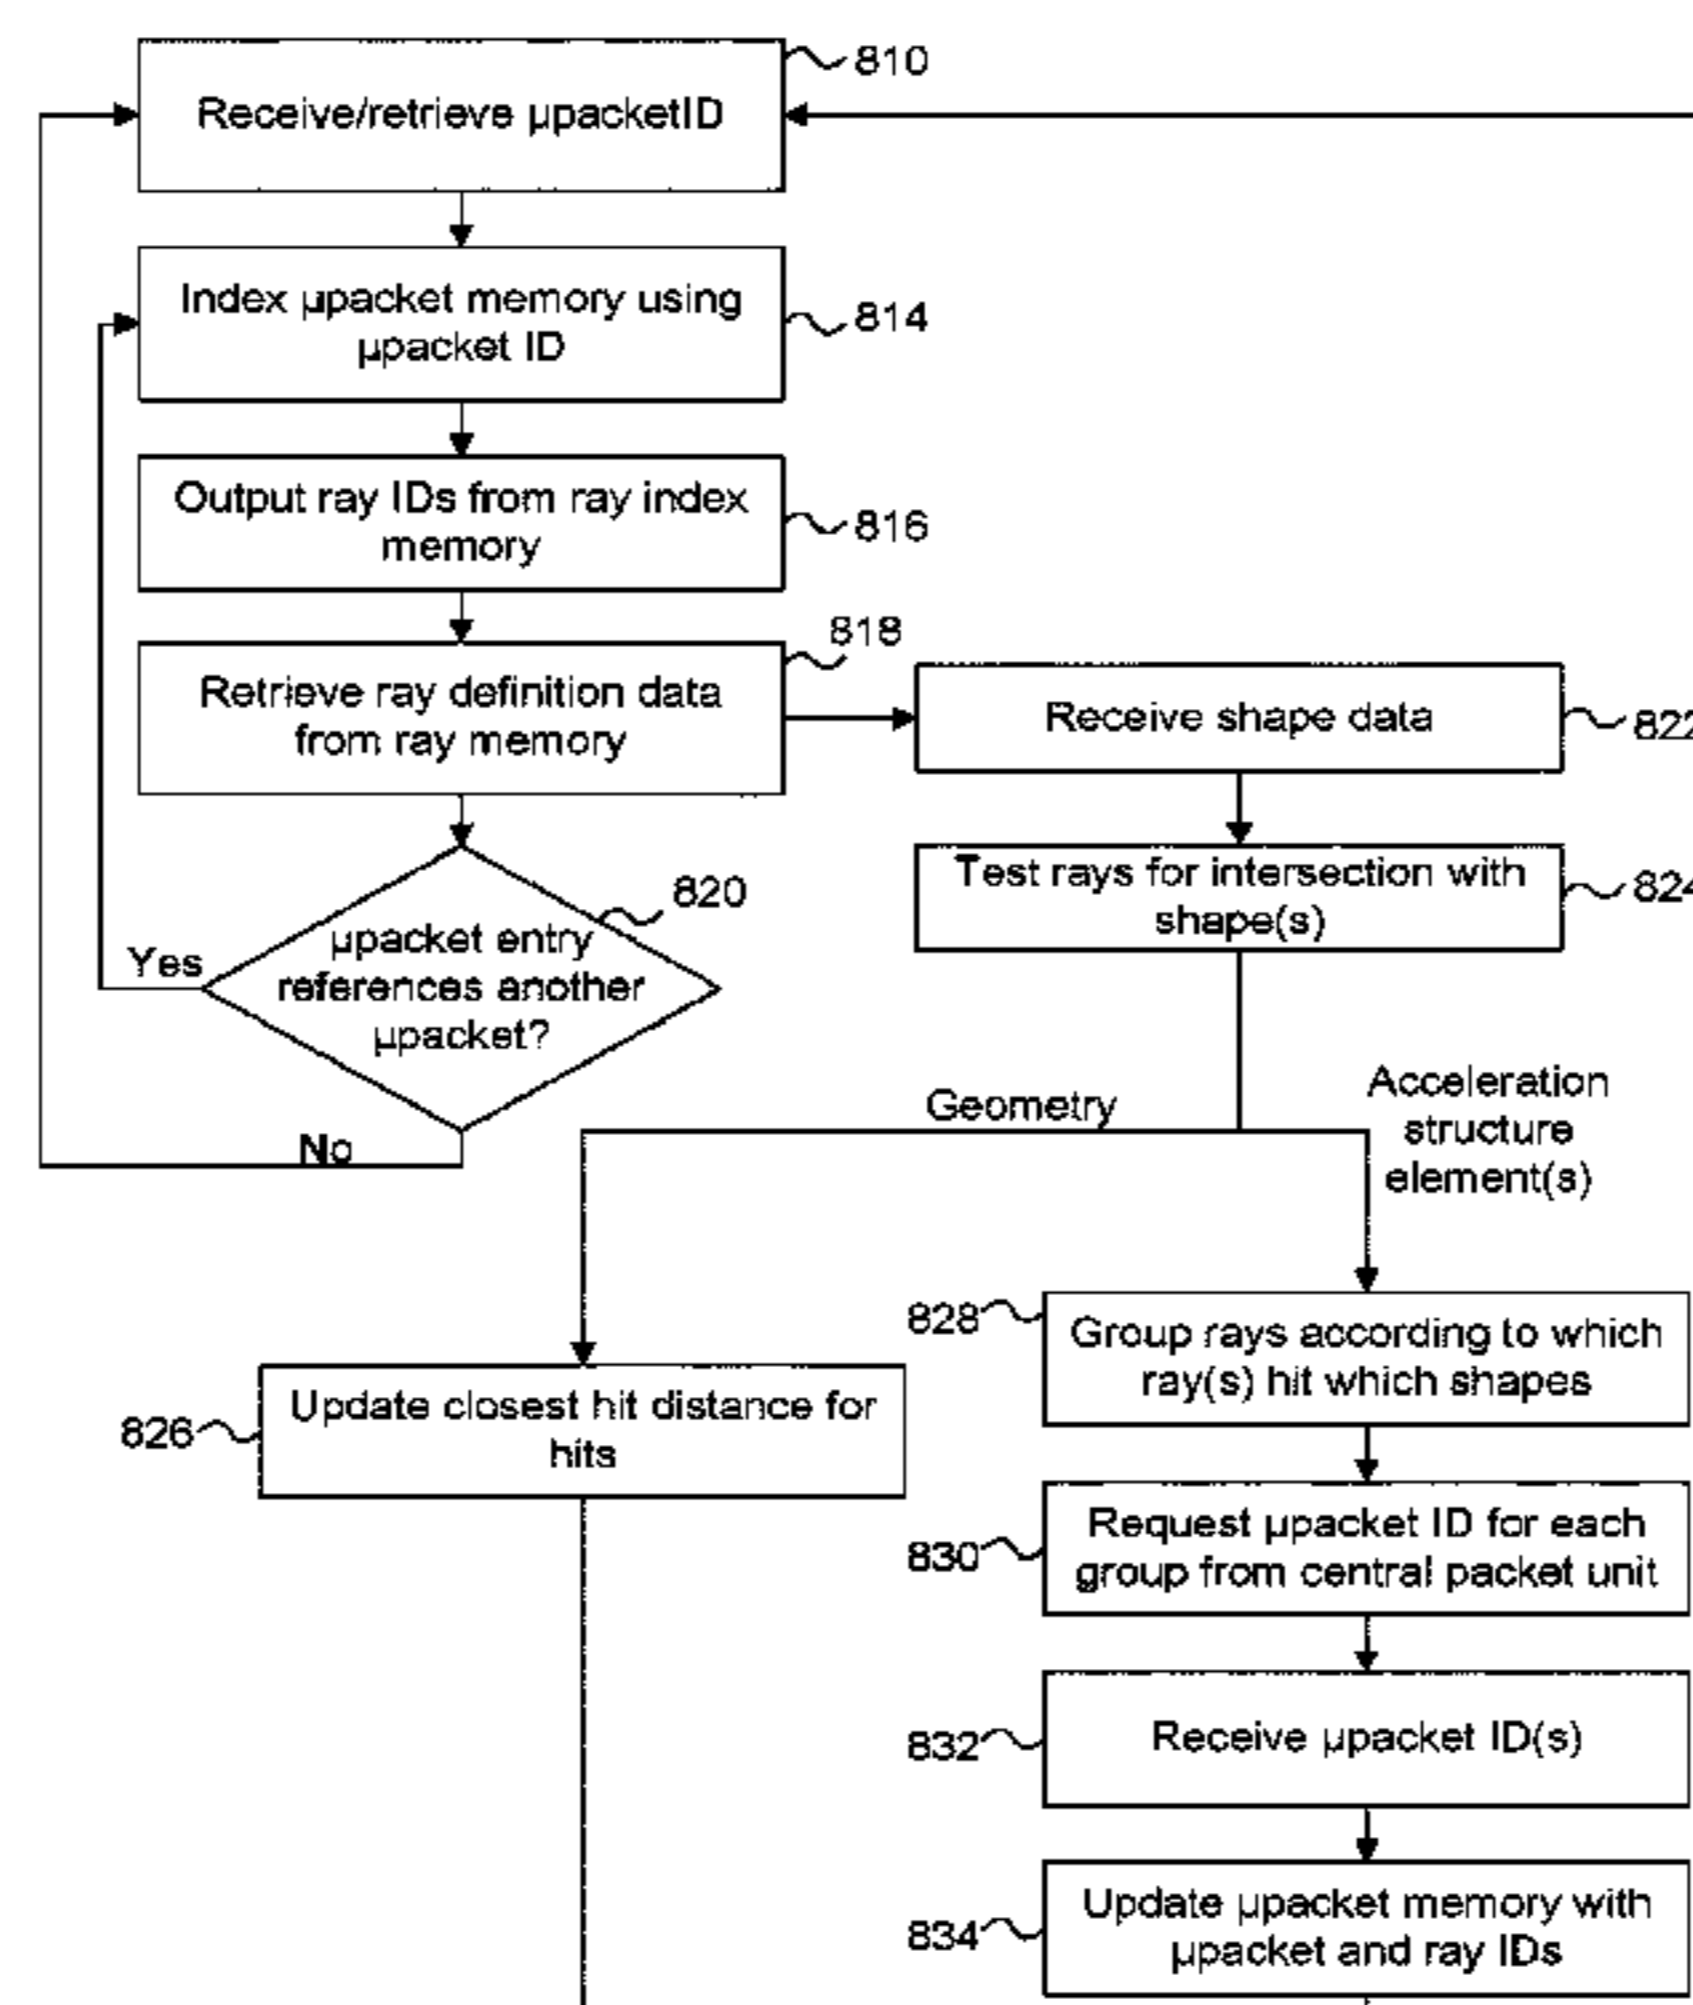 810
Receive/retrieve µpacketID
Index µpacket memory using
µpacket ID
814
Output ray IDs from ray index
memory
816
818
Retrieve ray definition data
from ray memory
Receive shape data
822
820
µpacket entry
references another
µpacket?
Yes
No
Test rays for intersection with
shape(s)
824
Geometry
Acceleration
structure
element(s)
828
Group rays according to which
ray(s) hit which shapes
826
Update closest hit distance for
hits
830
Request µpacket ID for each
group from central packet unit
832
Receive µpacket ID(s)
834
Update µpacket memory with
µpacket and ray IDs